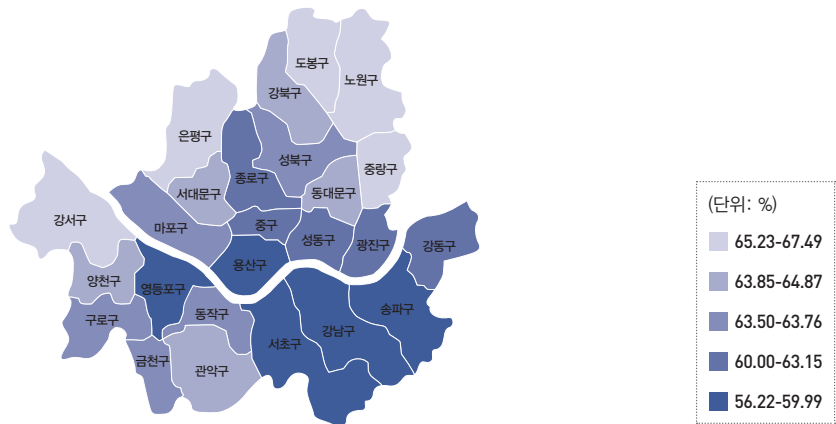 도봉구
노원구
강북구
은평구
성북구
중랑구
종로구
서대문구
동대문구
강서구
마포구
중구
성동구
광진구
강동구
용산구
양천구
영등포구
송파구
구로구
동작구
강남구
서초구
금천구
관악구
(단위: %)
65.23-67.49
63.85-64.87
63.50-63.76
60.00-63.15
56.22-59.99